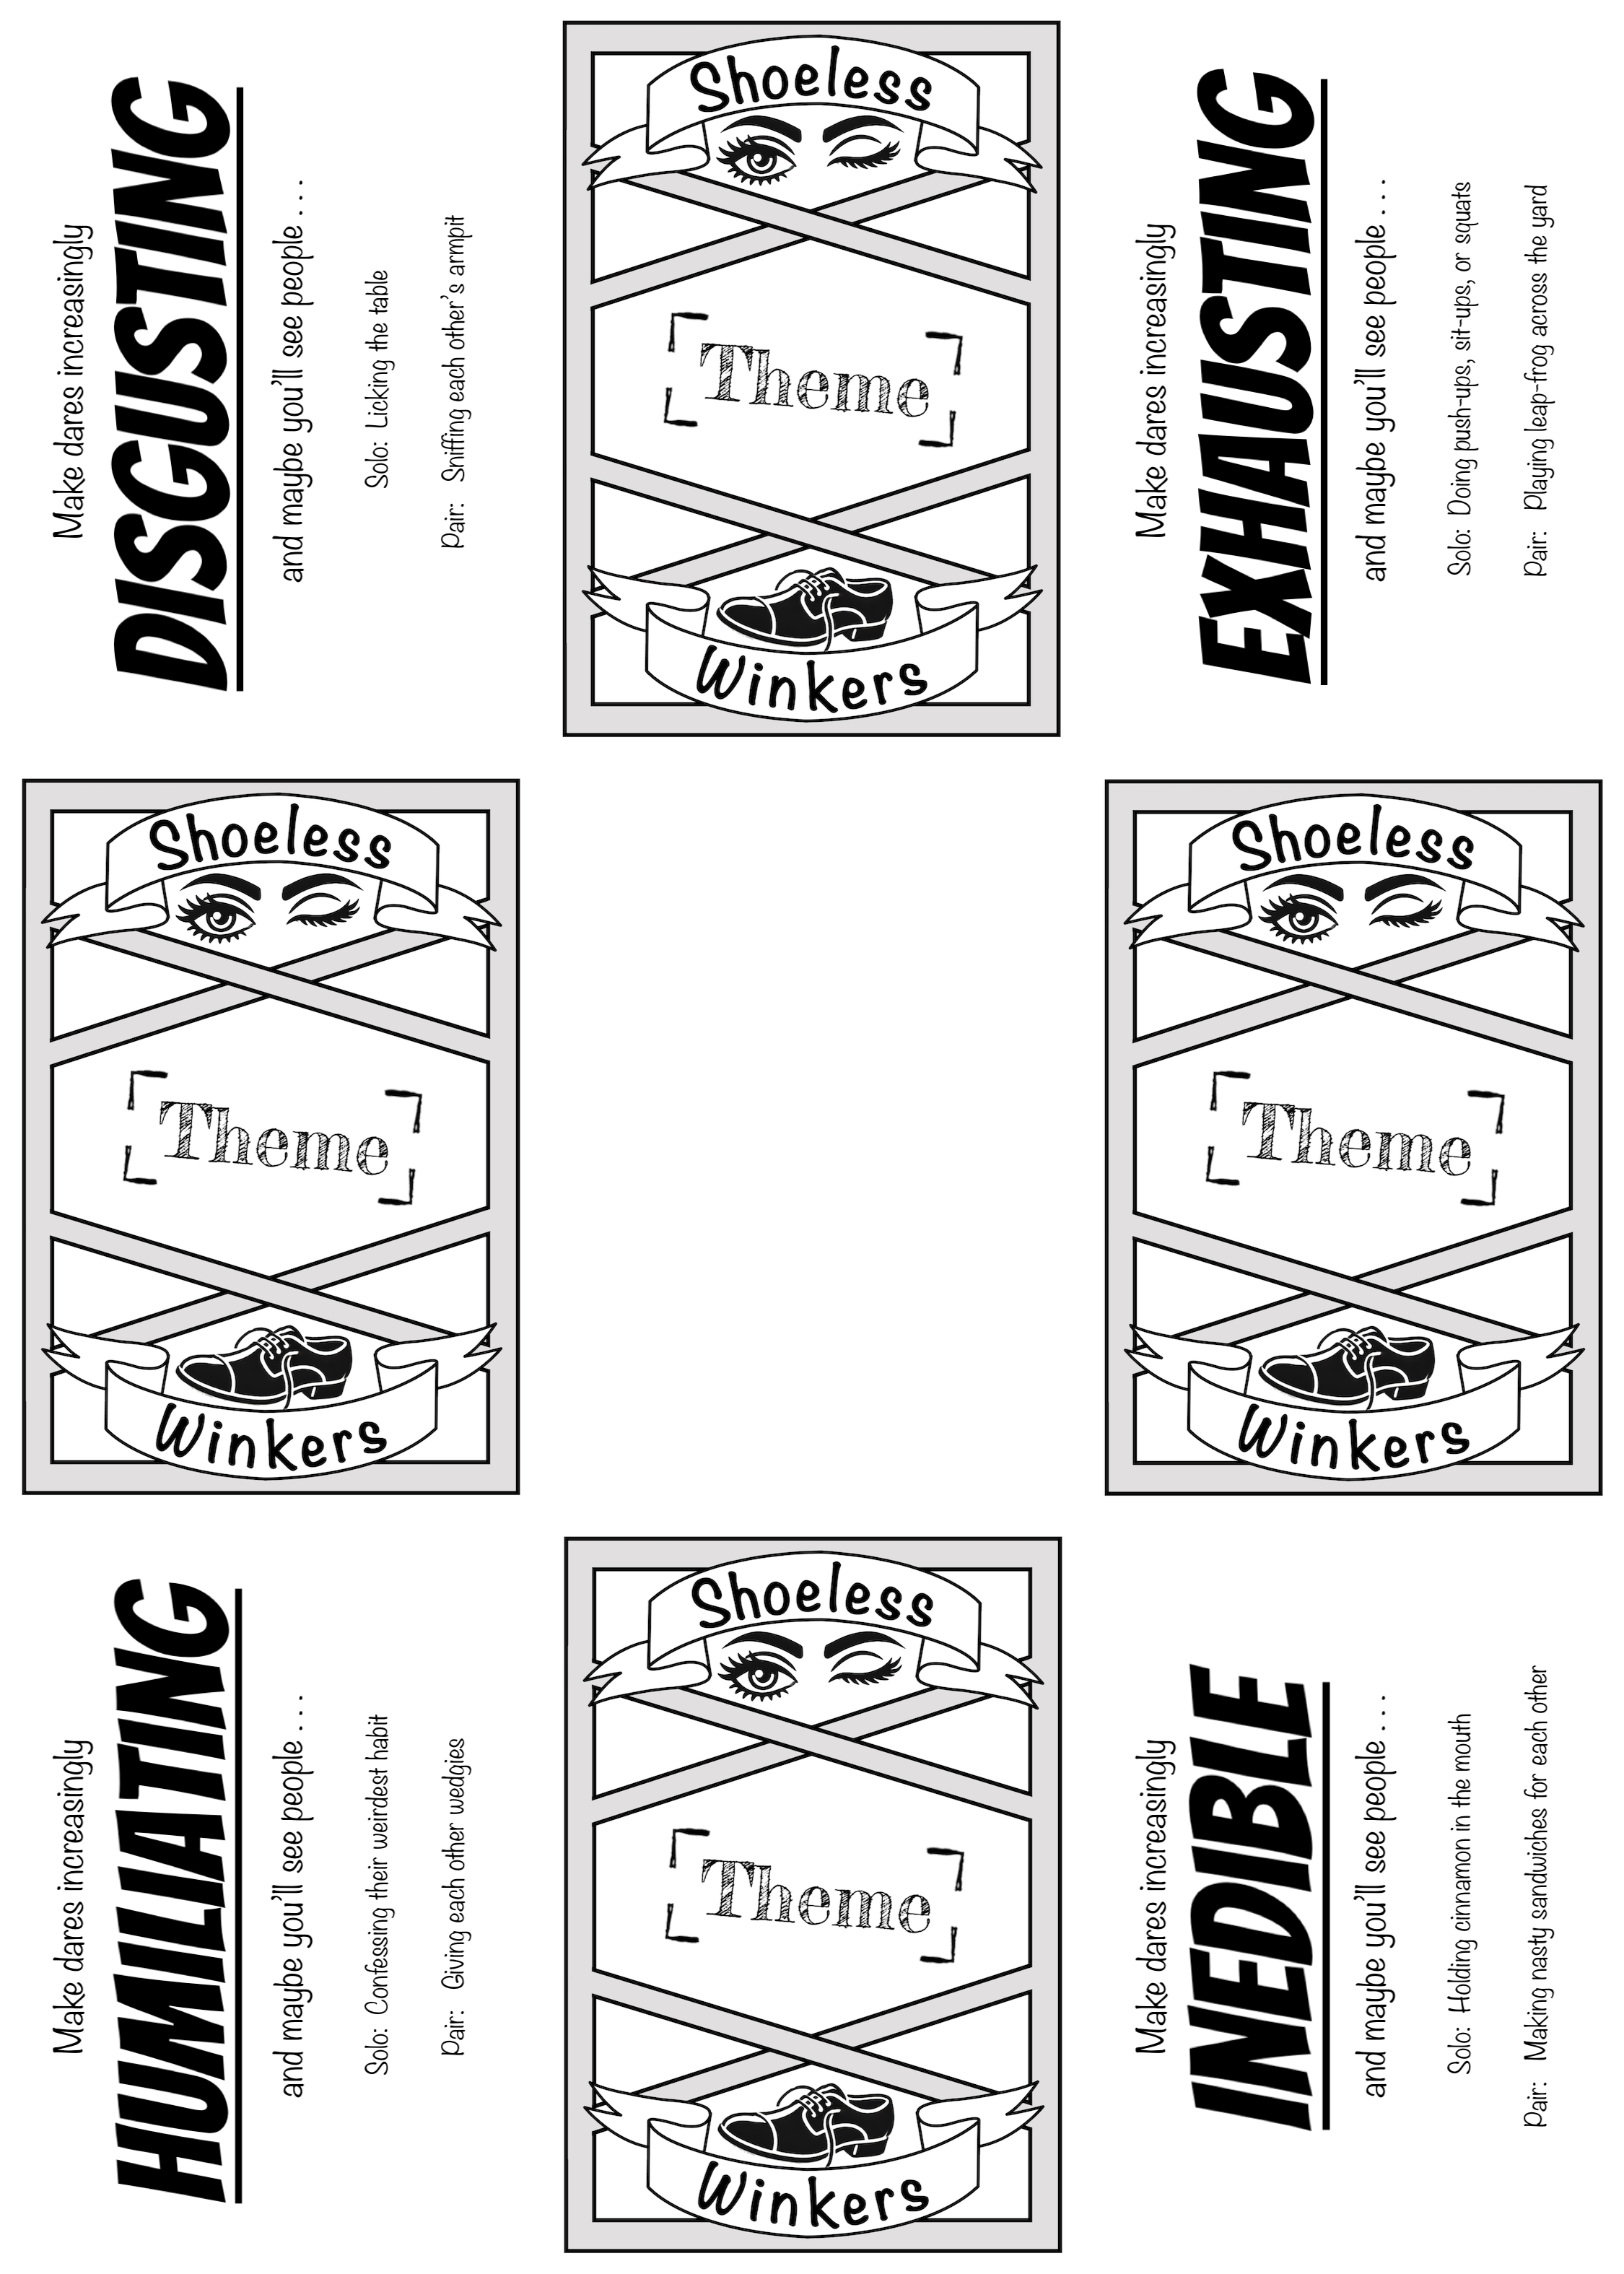 Make dares increasingly
DISGUSTING
and maybe you'll see people . . .
Solo: Licking the table
Pair: Sniffing each other's armpit
Shoeless
Theme
Winkers
Make dares increasingly
EXHAUSTING
and maybe you'll see people . . .
Solo: Doing push-ups, sit-ups, or squats
Pair: Playing leap-frog across the yard
Shoeless
Theme
Winkers
Shoeless
Theme
Winkers
Make dares increasingly
HUMILIATING
and maybe you'll see people . . .
Solo: Confessing their weirdest habit
Pair: Giving each other wedgies
Shoeless
Theme
Winkers
Make dares increasingly
INEDIBLE
and maybe you'll see people . . .
Solo: Holding cinnamon in the mouth
Pair: Making nasty sandwiches for each other